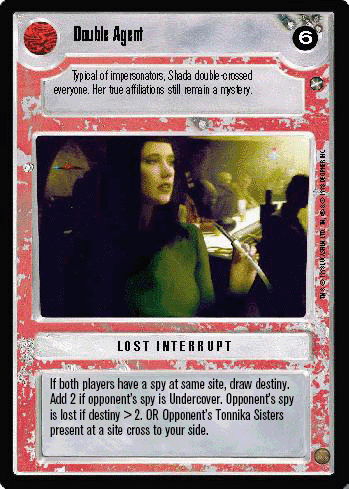 Double Agent
6
Typical of impersonators, Shada double-crossed
everyone. Her true affiliations still remain a mystery.
LOST INTERRUPT
If both players have a spy at same site, draw destiny.
Add 2 if opponent's spy is Undercover. Opponent's spy
is lost if destiny > 2. OR Opponent's Tonnika Sisters
present at a site cross to your side.